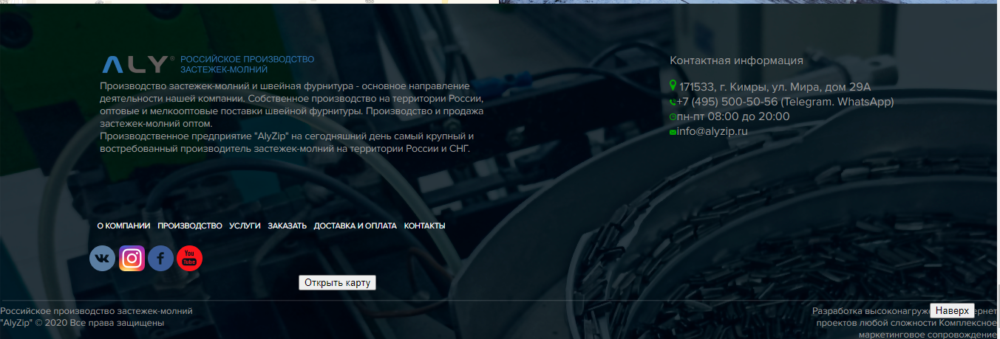 ALY® РОССИЙСКОЕ ПРОИЗВОДСТВО
ЗАСТЕЖЕК-МОЛНИЙ
Производство застежек-молний и швейная фурнитура - основное направление
деятельности нашей компании. Собственное производство на территории России,
оптовые и мелкооптовые поставки швейной фурнитуры. Производство и продажа
застежек-молний оптом.
Производственное предприятие "AlyZip" на сегодняшний день самый крупный и
востребованный производитель застежек-молний на территории России и СНГ.
Контактная информация
171533, г. Кимры, ул. Мира, дом 29А
+7 (495) 500-50-56 (Telegram. WhatsApp)
пн-пт 08:00 до 20:00
info@alyzip.ru
О КОМПАНИИ ПРОИЗВОДСТВО УСЛУГИ ЗАКАЗАТЬ ДОСТАВКА И ОПЛАТА КОНТАКТЫ
You
Tube
Открыть карту
Российское производство застежек-молний
"AlyZip" © 2020 Все права защищены
Наверх
Разработка
проектов любой сложности Комплексное
маркетинговое сопровождение